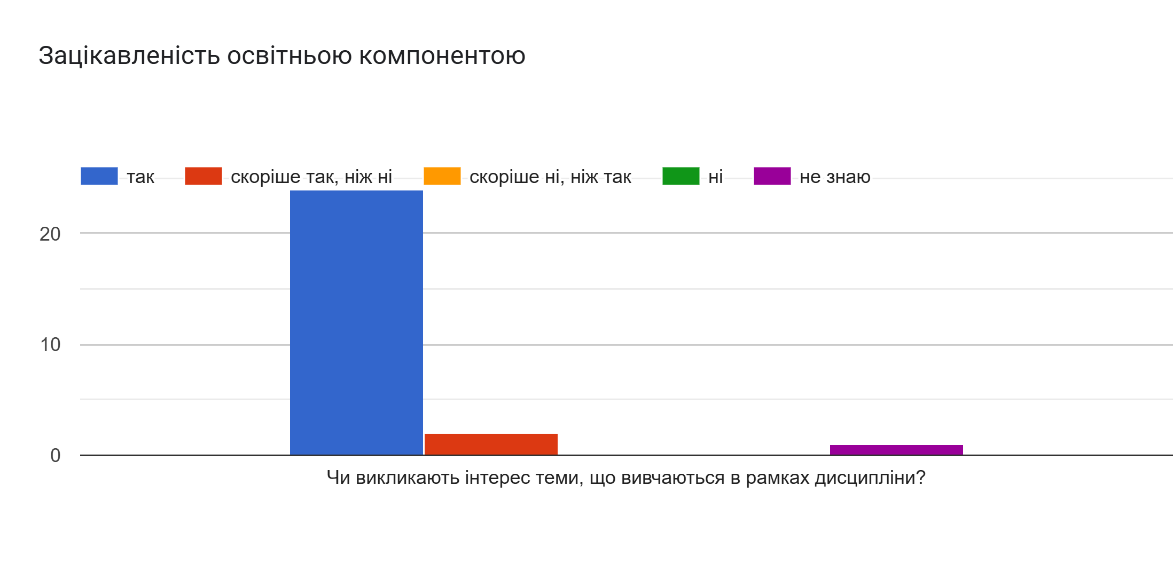 Зацікавленість освітньою компонентою
так скоріше так, ніж ні скоріше ні, ніж так ні не знаю
20
10
0
Чи викликають інтерес теми, що вивчаються в рамках дисципліни?